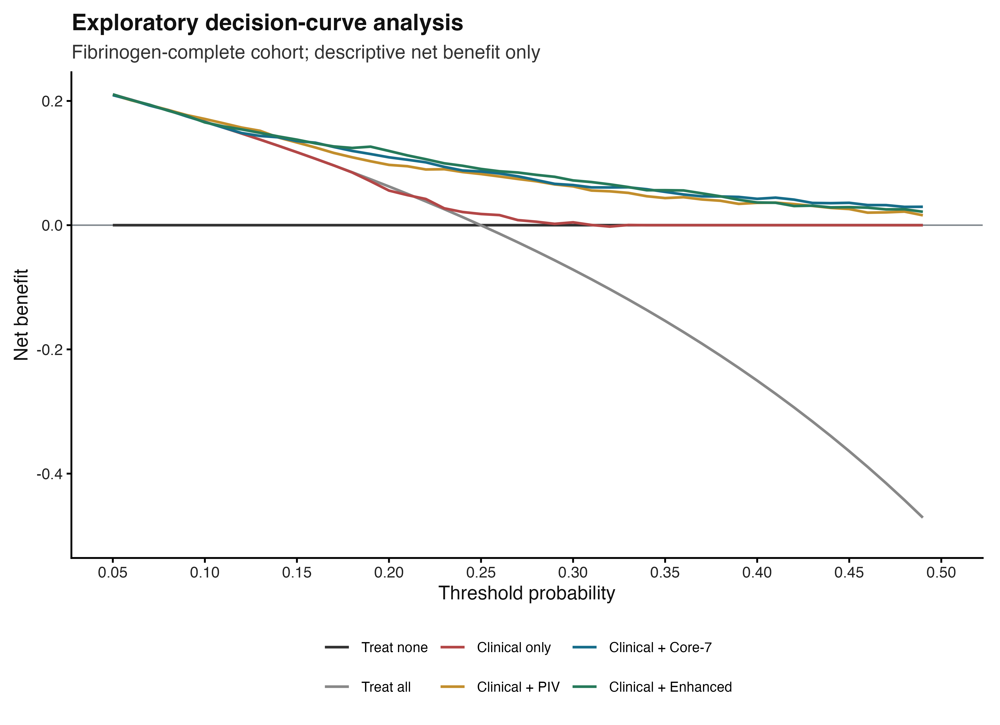 Exploratory decision-curve analysis
Fibrinogen-complete cohort; descriptive net benefit only
Net benefit
0.2
0.0
-0.2
-0.4
0.05 0.10 0.15 0.20 0.25 0.30 0.35 0.40 0.45 0.50
Threshold probability
Treat none Clinical only Clinical + Core-7
Treat all Clinical + PIV Clinical + Enhanced